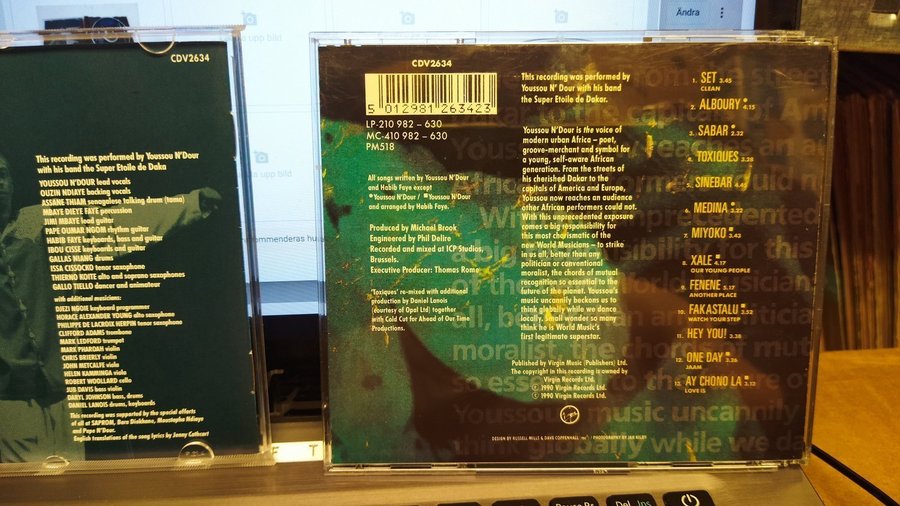 Ändra
upp bild
CDV2634
This recording was performed by Youssou N'Dour
with his band the Super Etoile de Daka
YOUSSOU N'DOUR lead vocals
OUZIN NDIAYE backing vocals
ASSANE THIAM senegalese talking drum (tama)
MBAYE DIEYE FAYE percussion
JIMI MBAYE lead guitar
PAPE OUMAR NGOM rhythm guitar
HABIB FAYE keyboards, bass and guitar
IBOU CISSE keyboards and guitar
GALLAS NIANG drums
ISSA CISSOCKO tenor saxophone
THIERNO KOITE alto and soprano saxophones
GALLO TIELLO dancer and animateur
with additional musicians:
DJEZI NGOIE keyboard programmer
HORACE ALEXANDER YOUNG alto saxophone
PHILIPPE DE LACROIX HERPIN tenor saxophone
CLIFFORD ADAMS trombone
MARK LEDFORD trumpet
MARK PHARDAH violin
CHRIS BRIERLY violin
JOHN METCALFE viola
HELEN KAMMINGA viola
ROBERT WOOLLARD cello
SUE DAVIS bass violin
DARYL JOHNSON bass, drums
DANIEL LANOIS drums, keyboards
This recording was supported by the special efforts
of all at SAPROM, Bara Diokhane, Moustapha Ndiaye
and Pape N'Dour.
English translations of the song lyrics by Jenny Cathcart
CDV2634
5 012981 263423
LP-210 982 – 630
MC-410 982 – 630
PM518
All songs written by Youssou N'Dour
and Habib Faye except
Youssou N'Dour / Youssou N'Dour
and arranged by Habib Faye.
Produced by Michael Brook
Engineered by Phil Delire
Recorded and mixed at ICP Studios,
Brussels.
Executive Producer: Thomas Rome
'Toxiques' re-mixed with additional
production by Daniel Lanois
(courtesy of Opal Ltd) together
with Cold Cut for Ahead of Our Time
Productions.
This recording was performed by
Youssou N' Dour with his band
the Super Etoile de Dakar.
Youssou N'Dour is the voice of
modern urban Africa – poet,
groove-merchant and symbol for
a young, self-aware African
generation. From the streets of
his cherished Dakar to the
capitals of America and Europe,
Youssou now reaches an audience
other African performers could not.
With this unprecedented exposure
comes a big responsibility for
this most charismatic of the
new World Musicians – to strike
in us all, better than any
politician or conventional
moralist, the chords of mutual
recognition so essential to the
future of the planet. Youssou's
music uncannily beckons us to
think globally while we dance
locally. Small wonder so many
think he is World Music's
first legitimate superstar.
Published by Virgin Music (Publishers) Ltd.
The copyright in this recording is owned by
Virgin Records Ltd.
Ⓟ 1990 Virgin Records Ltd.
© 1990 Virgin Records Ltd.
DESIGN BY RUSSELL MILLS & DAVE COPPENHALL PHOTOGRAPHY BY IAN KILBY
1. SET 3.45
CLEAN
2. ALBOURY 4.15
3. SABAR 2.32
4. TOXIQUES 3.28
5. SINEBAR
6. MEDINA 3.22
7. MIYOKO 3.43
8. XALE 4.17
OUR YOUNG PEOPLE
9. FENENE 5.17
ANOTHER PLACE
10. FAKASTALU 3.52
WATCH YOUR STEP
11. HEY YOU! 3.38
12. ONE DAY 3.26
JAAM
13. AY CHONO LA 3.13
LOVE IS
Del Ins